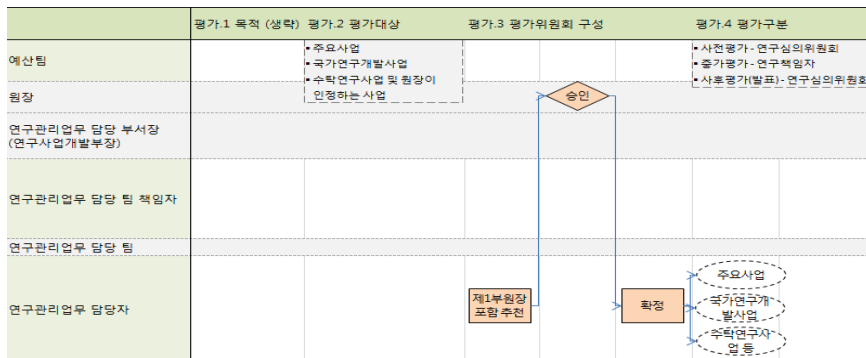 평가.1 목적 (생략) 평가.2 평가대상 평가.3 평가위원회 구성 평가.4 평가구분
예산팀
▪ 주요사업
▪ 국가연구개발사업
▪ 수탁연구사업 및 원장이
인정하는 사업
▪ 사전평가 - 연구심의위원회
▪ 중가평가 - 연구책임자
▪ 사후평가(발표) - 연구심의위원회
원장
승인
연구관리업무 담당 부서장
(연구사업개발부장)
연구관리업무 담당 팀 책임자
연구관리업무 담당 팀
연구관리업무 담당자
제1부원장
포함 추천
확정
주요사업
국가연구개
발사업
수탁연구사
업 등